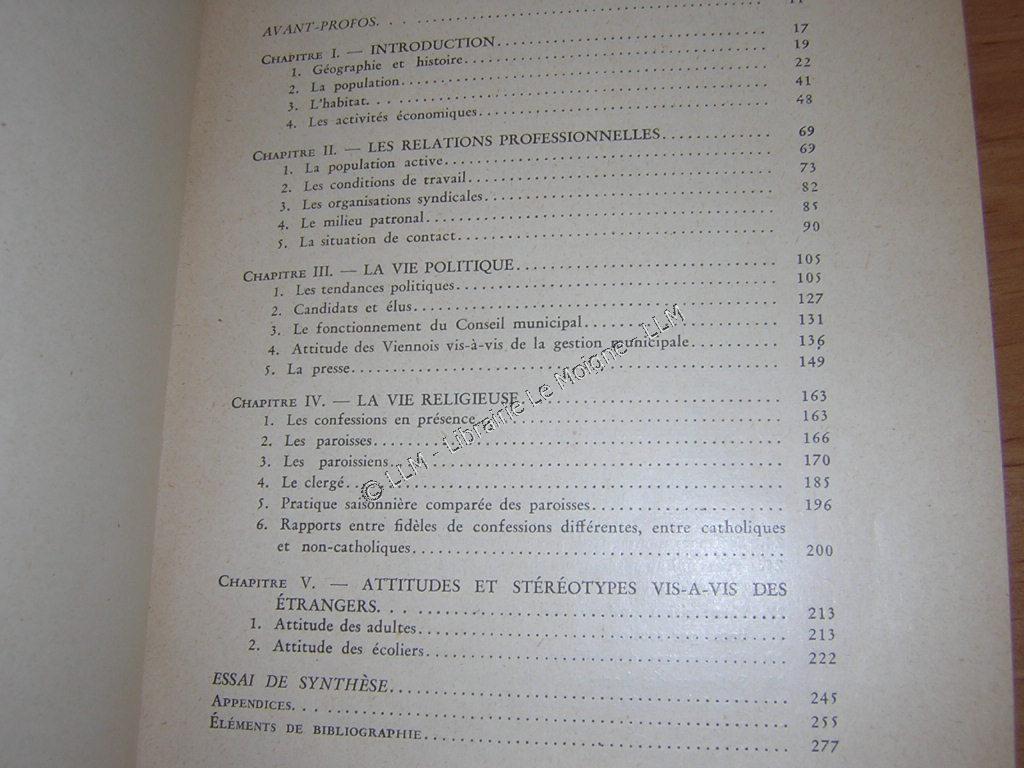 AVANT-PROFOS. . . . . . . . . . . . . . . . . . . . 11
CHAPITRE I. — INTRODUCTION. . . . . . . . . . . . . . . . . . . . 17
1. Géographie et histoire. . . . . . . . . . . . . . . . . . . . 19
2. La population. . . . . . . . . . . . . . . . . . . . 22
3. L'habitat. . . . . . . . . . . . . . . . . . . . 41
4. Les activités économiques. . . . . . . . . . . . . . . . . . . . 48
CHAPITRE II. — LES RELATIONS PROFESSIONNELLES. . . . . . . . . . . . . 69
1. La population active. . . . . . . . . . . . . . . . . . . . 69
2. Les conditions de travail. . . . . . . . . . . . . . . . . . . . 73
3. Les organisations syndicales. . . . . . . . . . . . . . . . . . . . 82
4. Le milieu patronal. . . . . . . . . . . . . . . . . . . . 85
5. La situation de contact. . . . . . . . . . . . . . . . . . . . 90
CHAPITRE III. — LA VIE POLITIQUE. . . . . . . . . . . . . . . . . . . . 105
1. Les tendances politiques. . . . . . . . . . . . . . . . . . . . 105
2. Candidats et élus. . . . . . . . . . . . . . . . . . . . 127
3. Le fonctionnement du Conseil municipal. . . . . . . . . . . . . . . . 131
4. Attitude des Viennois vis-à-vis de la gestion municipale. . . . . . . . . . 136
5. La presse. . . . . . . . . . . . . . . . . . . . 149
CHAPITRE IV. — LA VIE RELIGIEUSE. . . . . . . . . . . . . . . . . . . . 163
1. Les confessions en présence. . . . . . . . . . . . . . . . . . . . 163
2. Les paroisses. . . . . . . . . . . . . . . . . . . . 166
3. Les paroissiens. . . . . . . . . . . . . . . . . . . . 170
4. Le clergé. . . . . . . . . . . . . . . . . . . . 185
5. Pratique saisonnière comparée des paroisses. . . . . . . . . . . . . . . . 196
6. Rapports entre fidèles de confessions différentes, entre catholiques
et non-catholiques. . . . . . . . . . . . . . . . . . . . 200
CHAPITRE V. — ATTITUDES ET STÉRÉOTYPES VIS-A-VIS DES
ÉTRANGERS. . . . . . . . . . . . . . . . . . . . 213
1. Attitude des adultes. . . . . . . . . . . . . . . . . . . . 213
2. Attitude des écoliers. . . . . . . . . . . . . . . . . . . . 222
ESSAI DE SYNTHÈSE. . . . . . . . . . . . . . . . . . . . 245
APPENDICES. . . . . . . . . . . . . . . . . . . . 255
ÉLÉMENTS DE BIBLIOGRAPHIE. . . . . . . . . . . . . . . . . . . . 277
© LLM - Librairie Le Moigne - LLM